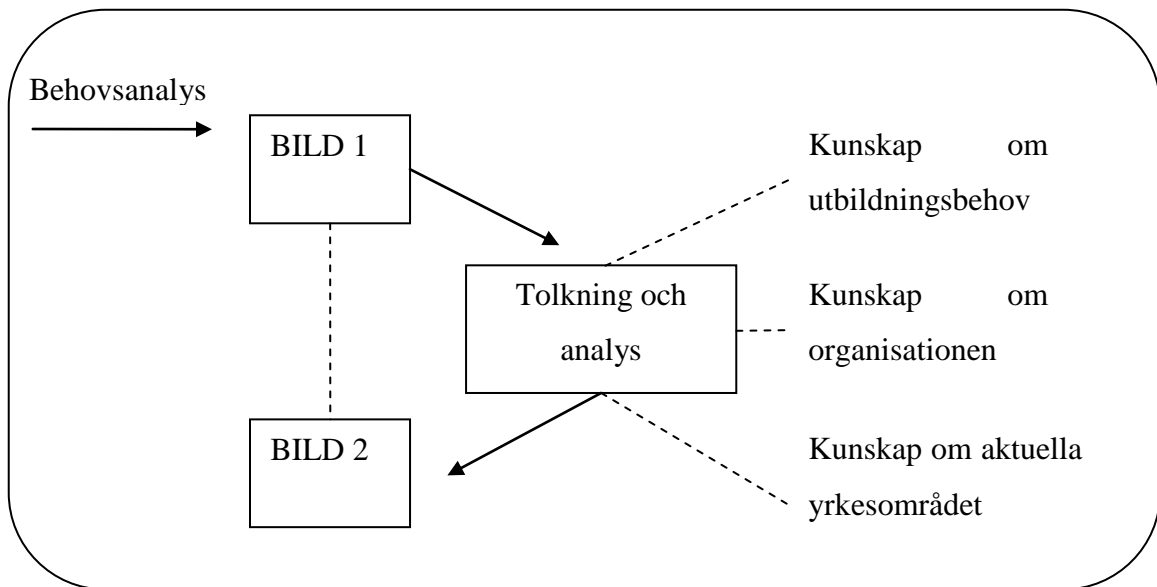 Behovsanalys
BILD 1
Kunskap om
utbildningsbehov
Tolkning och
analys
Kunskap om
organisationen
BILD 2
Kunskap om aktuella
yrkesområdet